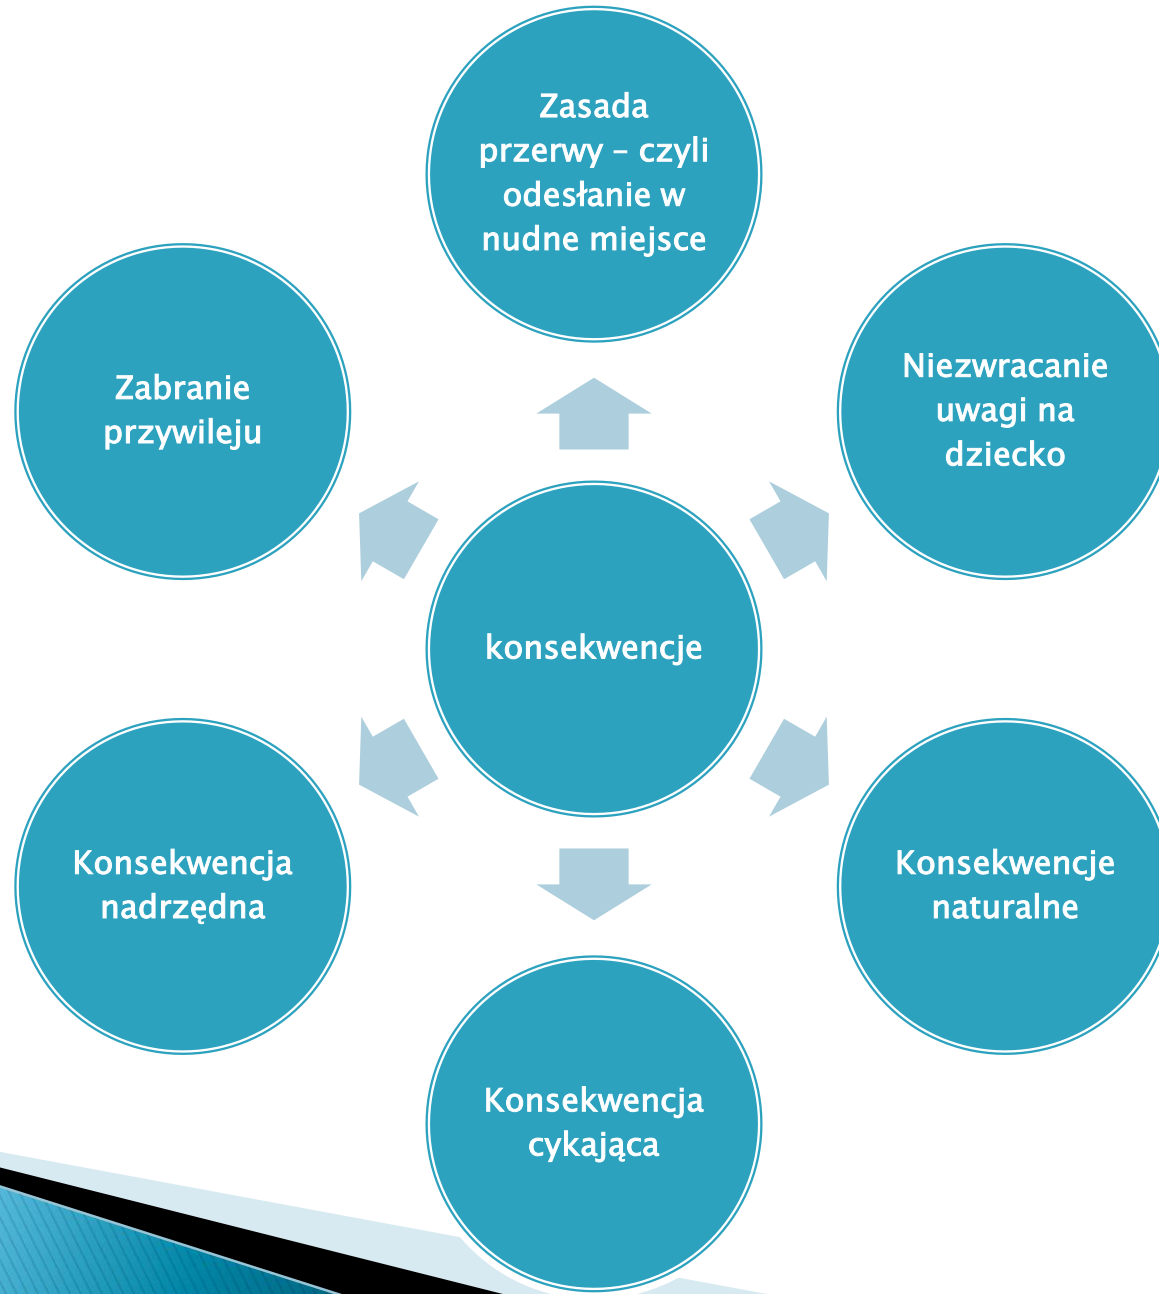 Zasada
przerwy – czyli
odesłanie w
nudne miejsce
Niezwracanie
uwagi na
dziecko
Konsekwencje
naturalne
Konsekwencja
cykająca
Konsekwencja
nadrzędna
Zabranie
przywileju
konsekwencje